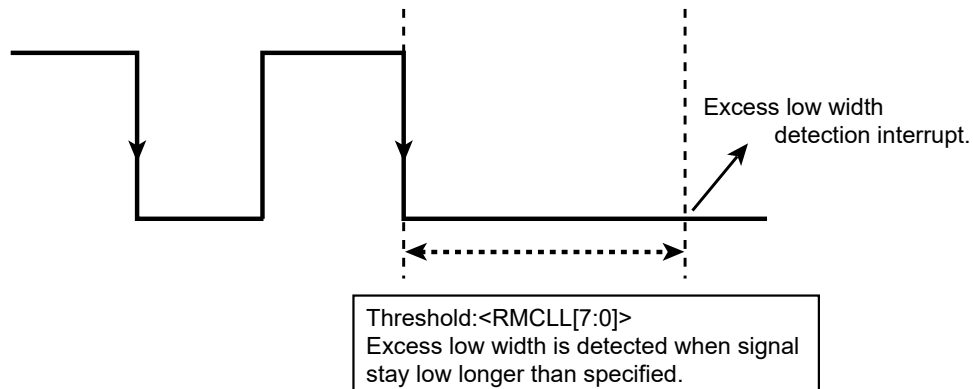 Excess low width
detection interrupt.
Threshold:<RMCLL[7:0]>
Excess low width is detected when signal
stay low longer than specified.